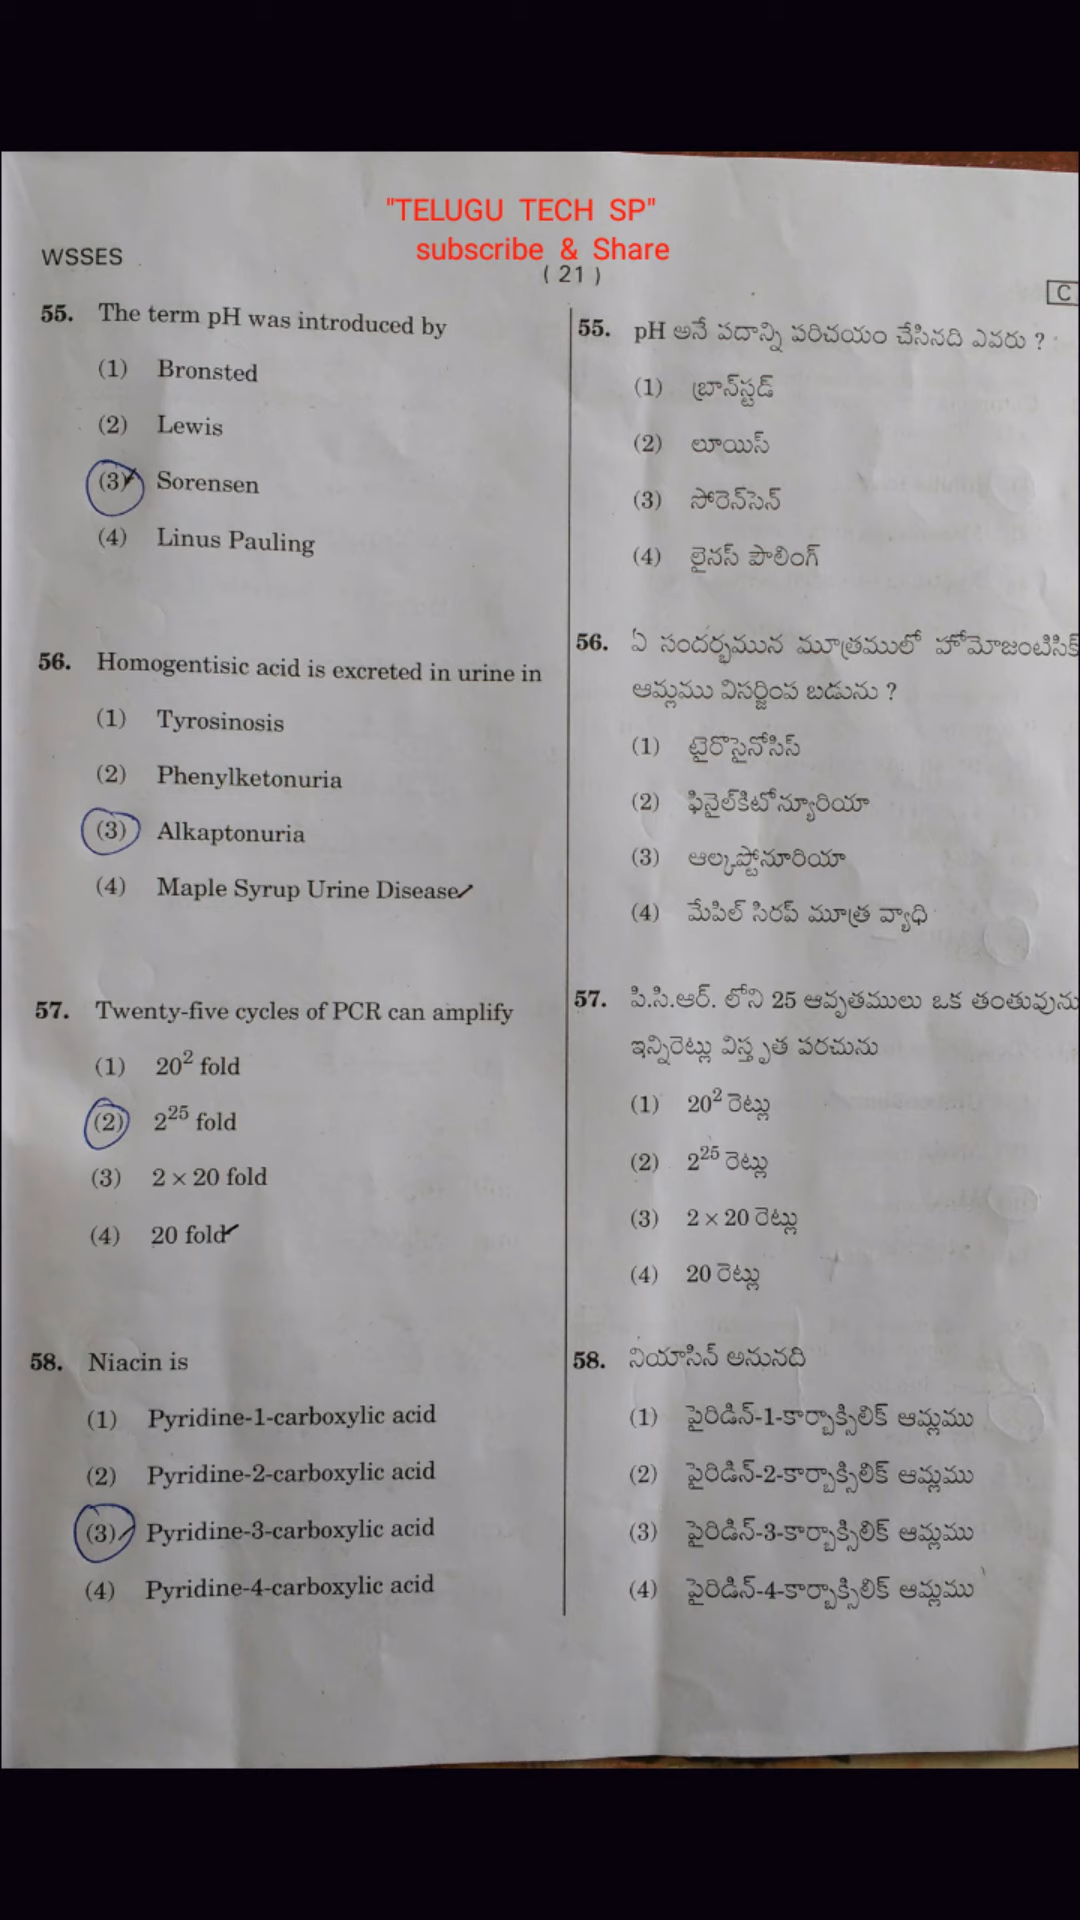 "TELUGU TECH SP"
subscribe & Share
WSSES
( 21 )
C
55. The term pH was introduced by
(1) Bronsted
(2) Lewis
(3) Sorensen
(4) Linus Pauling
56. Homogentisic acid is excreted in urine in
(1) Tyrosinosis
(2) Phenylketonuria
(3) Alkaptonuria
(4) Maple Syrup Urine Disease
57. Twenty-five cycles of PCR can amplify
(1) 20² fold
(2) 2²⁵ fold
(3) 2 × 20 fold
(4) 20 fold
58. Niacin is
(1) Pyridine-1-carboxylic acid
(2) Pyridine-2-carboxylic acid
(3) Pyridine-3-carboxylic acid
(4) Pyridine-4-carboxylic acid
55. pH అనే పదాన్ని పరిచయం చేసినది ఎవరు ?
(1) బ్రాన్‌స్టడ్
(2) లూయిస్
(3) సోరెన్‌సెన్
(4) లైనస్ పౌలింగ్
56. ఏ సందర్భమున మూత్రములో హోమోజంటిసిక్
ఆమ్లము విసర్జింప బడును ?
(1) టైరొసైనోసిస్
(2) ఫినైల్‌కిటోన్యూరియా
(3) ఆల్కప్టోనూరియా
(4) మేపిల్ సిరప్ మూత్ర వ్యాధి
57. పి.సి.ఆర్. లోని 25 ఆవృతములు ఒక తంతువును
ఇన్నిరెట్లు విస్తృత పరచును
(1) 20² రెట్లు
(2) 2²⁵ రెట్లు
(3) 2 × 20 రెట్లు
(4) 20 రెట్లు
58. నియాసిన్ అనునది
(1) పైరిడిన్-1-కార్బాక్సిలిక్ ఆమ్లము
(2) పైరిడిన్-2-కార్బాక్సిలిక్ ఆమ్లము
(3) పైరిడిన్-3-కార్బాక్సిలిక్ ఆమ్లము
(4) పైరిడిన్-4-కార్బాక్సిలిక్ ఆమ్లము